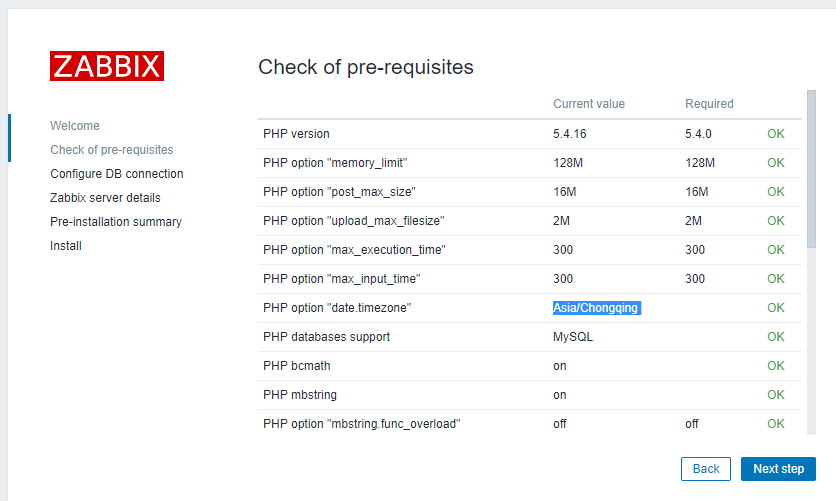 ZABBIX
Check of pre-requisites
Welcome
Check of pre-requisites
Configure DB connection
Zabbix server details
Pre-installation summary
Install
Current value Required
PHP version 5.4.16 5.4.0 OK
PHP option "memory_limit" 128M 128M OK
PHP option "post_max_size" 16M 16M OK
PHP option "upload_max_filesize" 2M 2M OK
PHP option "max_execution_time" 300 300 OK
PHP option "max_input_time" 300 300 OK
PHP option "date.timezone" Asia/Chongqing OK
PHP databases support MySQL OK
PHP bcmath on OK
PHP mbstring on OK
PHP option "mbstring.func_overload" off off OK
Back Next step